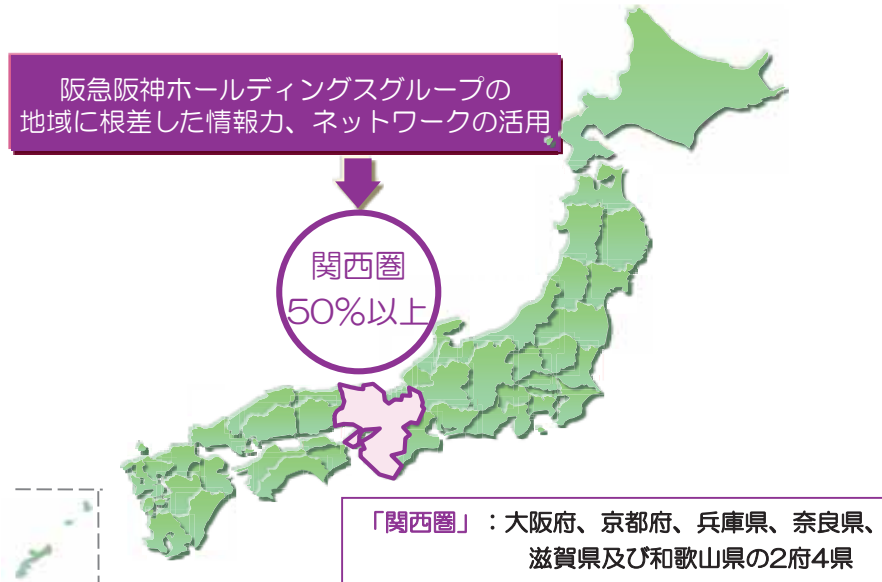 阪急阪神ホールディングスグループの
地域に根差した情報力、ネットワークの活用
関西圏
50%以上
「関西圏」：大阪府、京都府、兵庫県、奈良県、
滋賀県及び和歌山県の2府4県